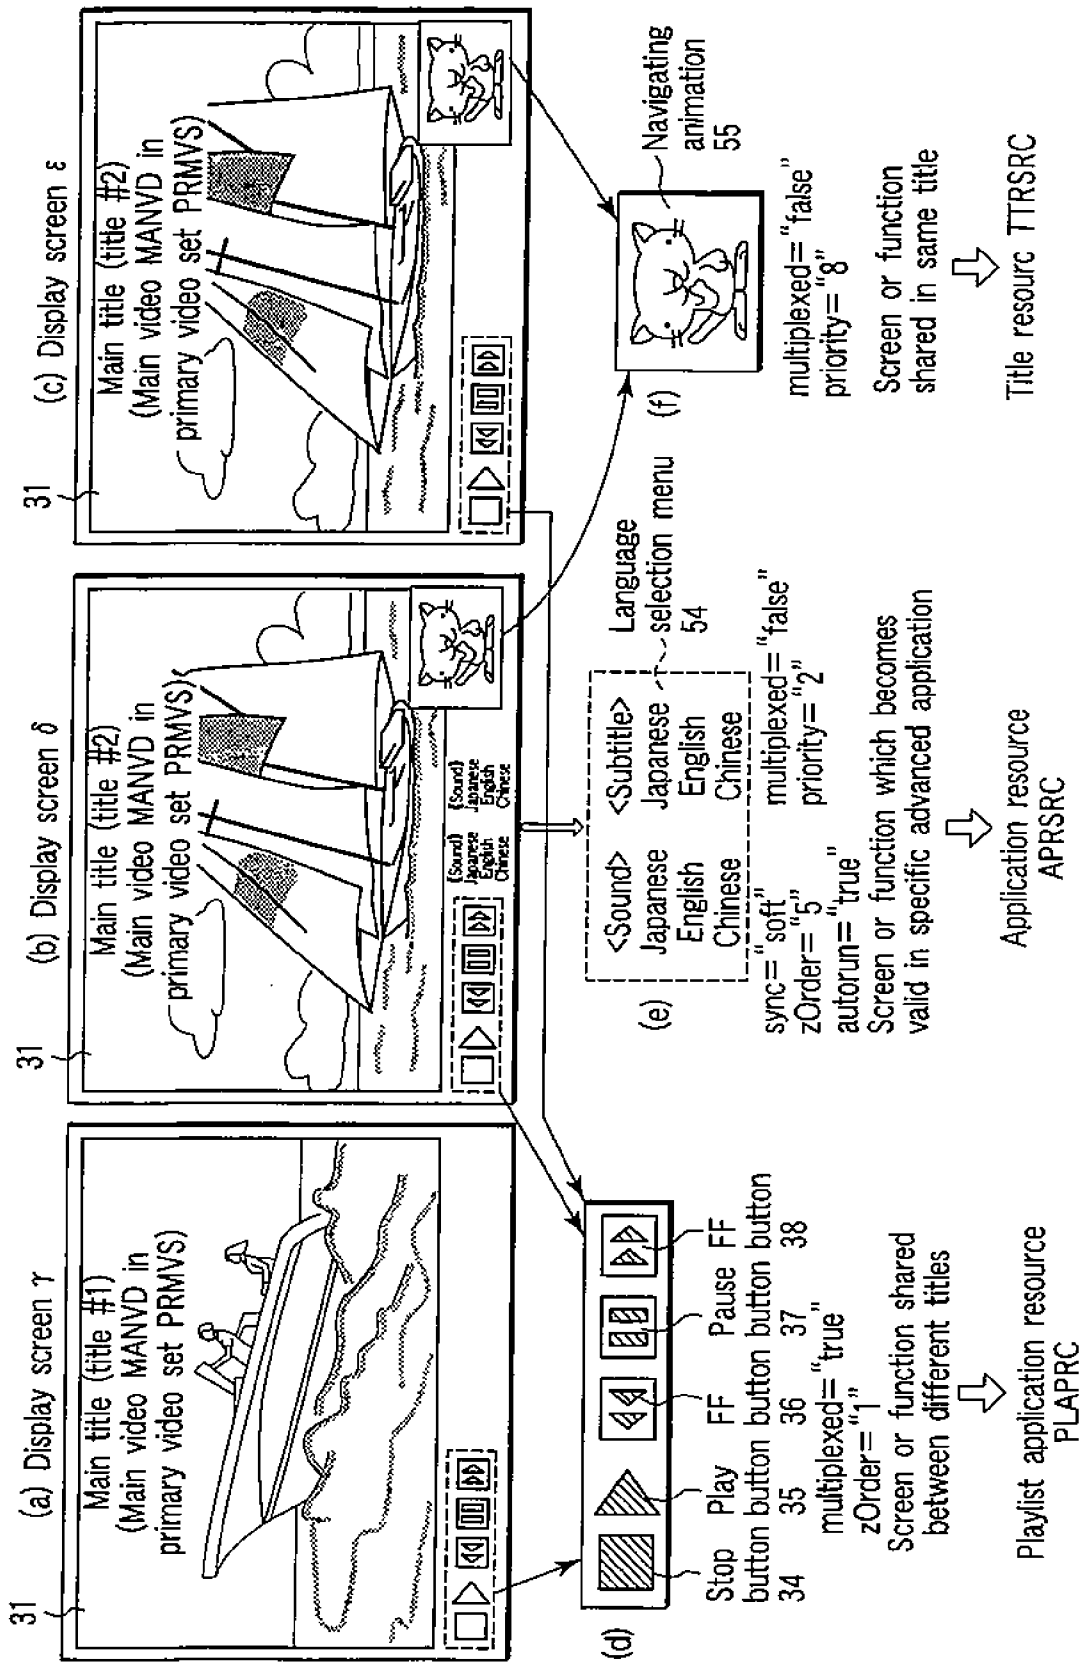 (a) Display screen γ
31
Main title (title #1)
(Main video MANVD in
primary video set PRMVS)
(b) Display screen δ
31
Main title (title #2)
(Main video MANVD in
primary video set PRMVS)
《Sound》
Japanese
English
Chinese
《Sound》
Japanese
English
Chinese
(c) Display screen ε
31
Main title (title #2)
(Main video MANVD in
primary video set PRMVS)
(d)
Stop button 34
Play button 35
FF button 36
Pause button 37
FF button 38
multiplexed=“true”
zOrder=“1”
Screen or function shared
between different titles
Playlist application resource
PLAPRC
(e)
<Sound>
Japanese
English
Chinese
<Subtitle>
Japanese
English
Chinese
Language
selection menu
54
sync=“soft”
zOrder=“5”
autorun=“true”
multiplexed=“false”
priority=“2”
Screen or function which becomes
valid in specific advanced application
Application resource
APRSRC
(f)
Navigating
animation
55
multiplexed=“false”
priority=“8”
Screen or function
shared in same title
Title resourc TTRSRC